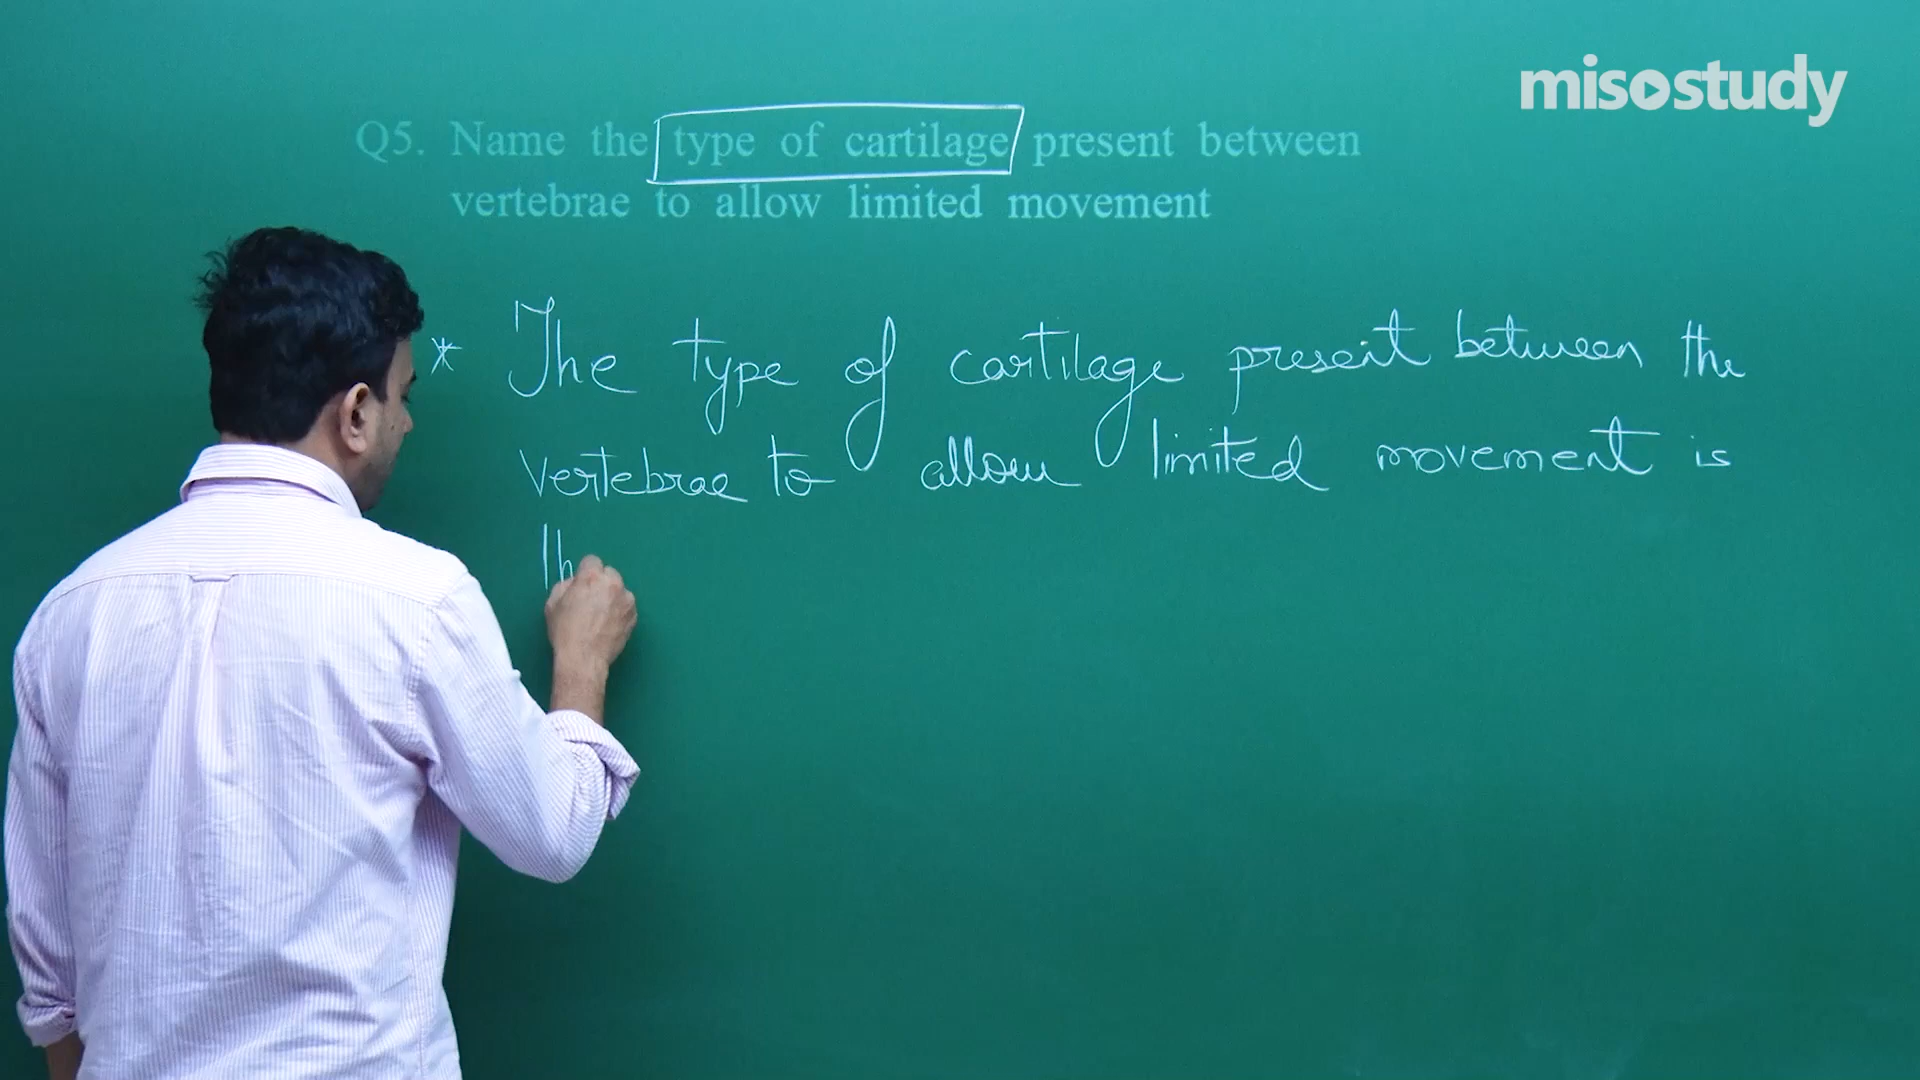 misostudy
Q5. Name the type of cartilage present between
vertebrae to allow limited movement
* The type of cartilage present between the
vertebrae to allow limited movement is